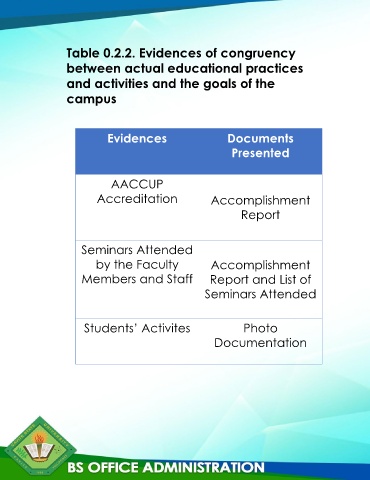 Table 0.2.2. Evidences of congruency
between actual educational practices
and activities and the goals of the
campus
Evidences
Documents
Presented
AACCUP
Accreditation
Accomplishment
Report
Seminars Attended
by the Faculty
Members and Staff
Accomplishment
Report and List of
Seminars Attended
Students' Activites
Photo
Documentation
BS OFFICE ADMINISTRATION